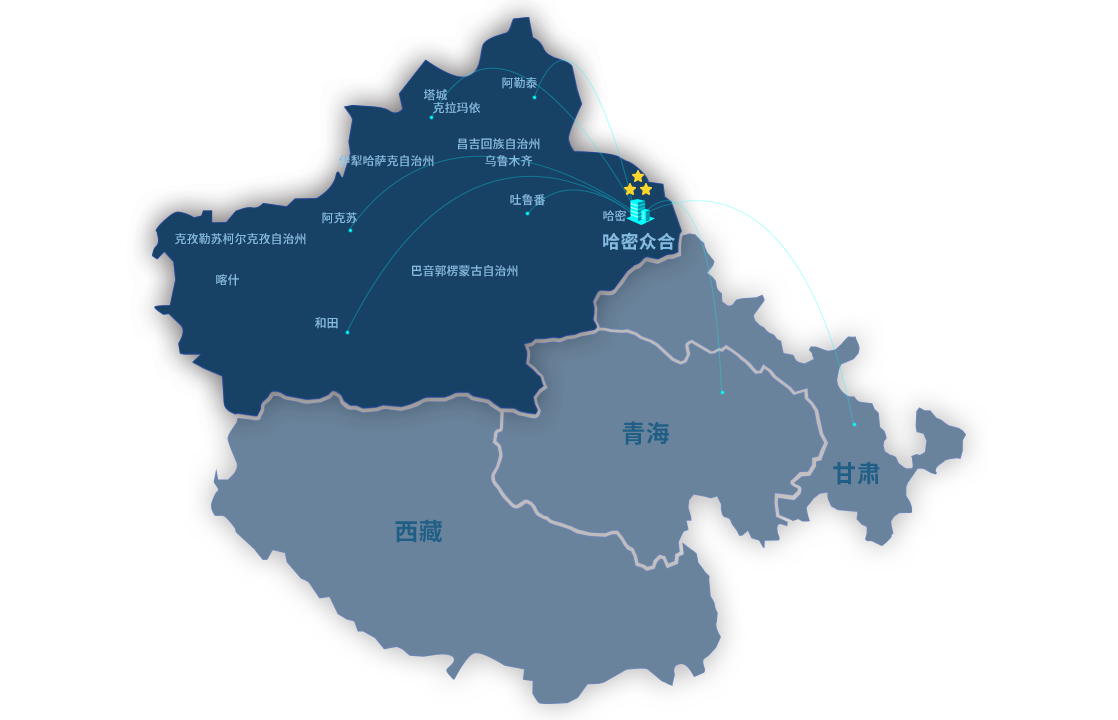 阿勒泰
塔城
克拉玛依
昌吉回族自治州
伊犁哈萨克自治州
乌鲁木齐
吐鲁番
哈密
阿克苏
克孜勒苏柯尔克孜自治州
哈密众合
巴音郭楞蒙古自治州
喀什
和田
青海
甘肃
西藏